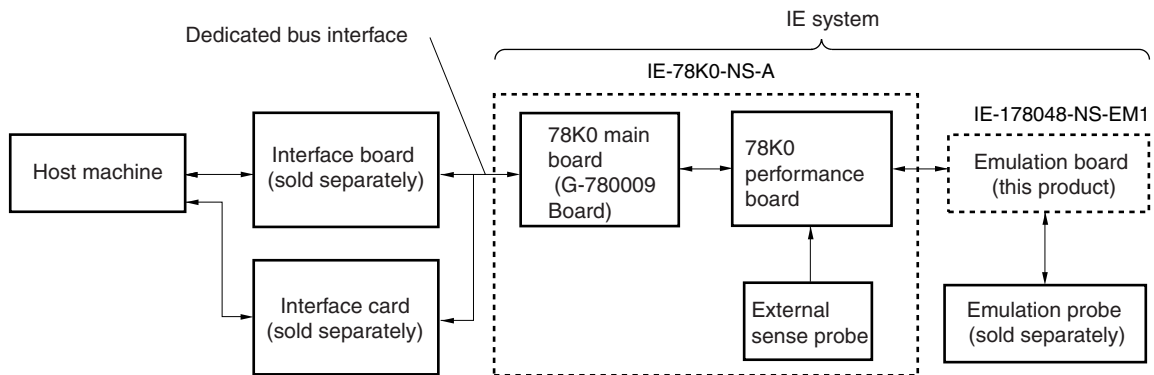 IE system
Dedicated bus interface
IE-78K0-NS-A
IE-178048-NS-EM1
Host machine
Interface board
(sold separately)
78K0 main
board
(G-780009
Board)
78K0
performance
board
Emulation board
(this product)
Interface card
(sold separately)
External
sense probe
Emulation probe
(sold separately)